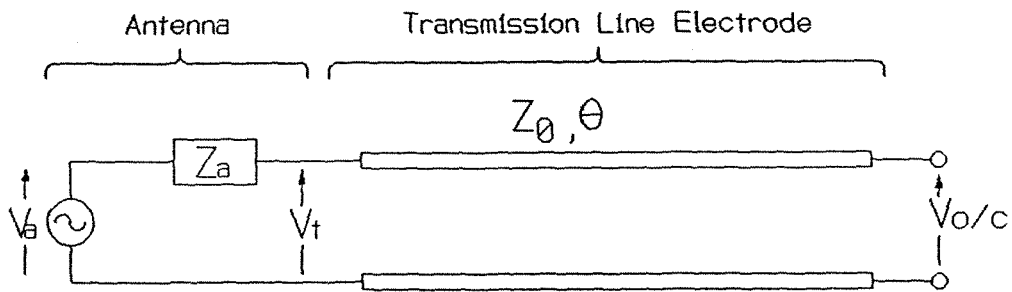 Antenna
Transmission Line Electrode
Z0 , θ
Za
Va
Vt
Vo/c